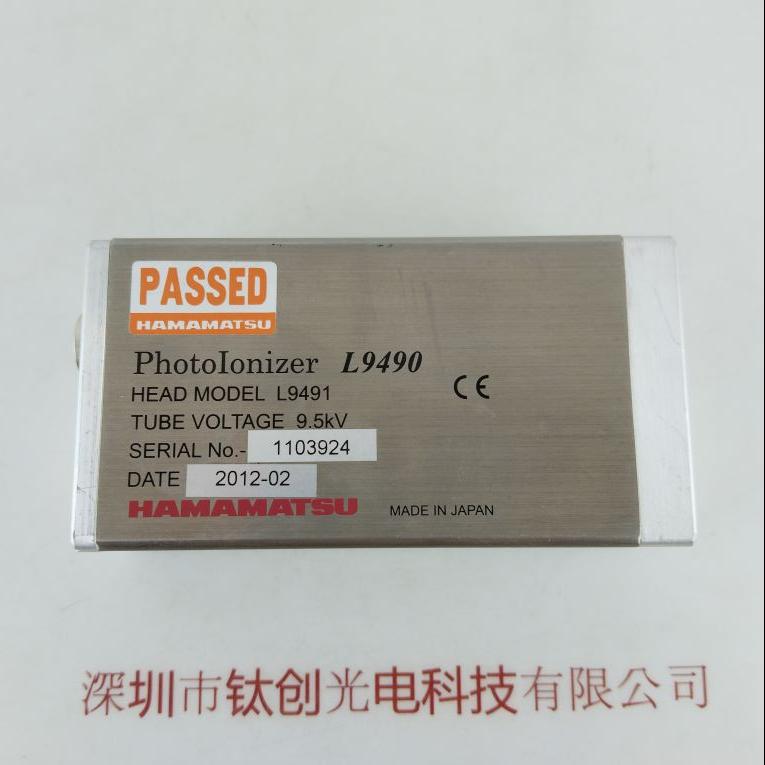 PASSED
HAMAMATSU
PhotoIonizer L9490
HEAD MODEL L9491
CE
TUBE VOLTAGE 9.5kV
SERIAL No.- 1103924
DATE 2012-02
HAMAMATSU MADE IN JAPAN
深圳市钛创光电科技有限公司